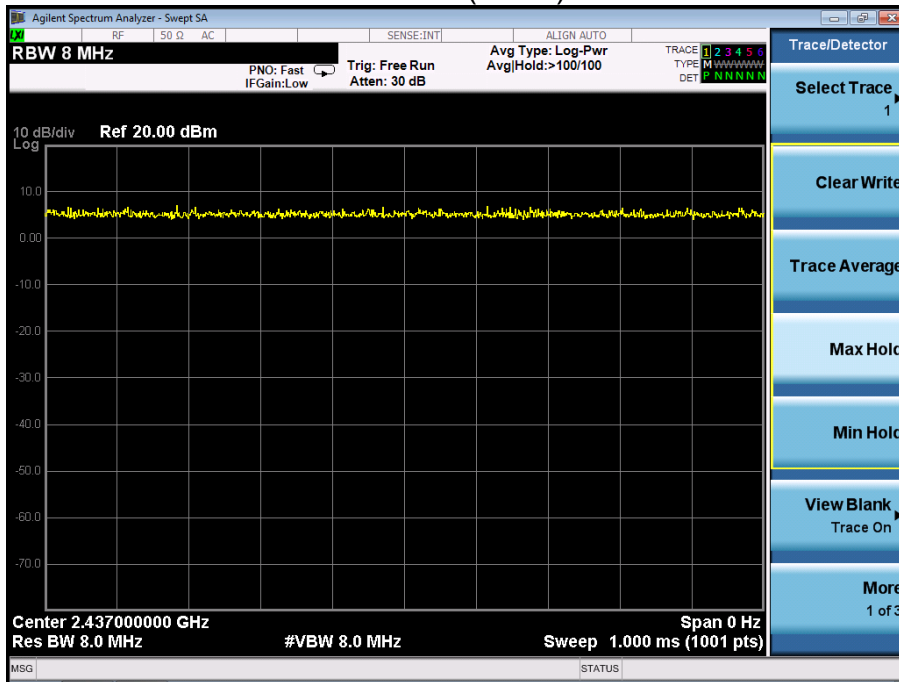 Agilent Spectrum Analyzer - Swept SA
LXI RF 50 Ω AC SENSE:INT ALIGN AUTO
RBW 8 MHz
PNO: Fast
IFGain:Low
Trig: Free Run
Atten: 30 dB
Avg Type: Log-Pwr
Avg|Hold:>100/100
TRACE 1 2 3 4 5 6
TYPE M WWWWW
DET P N N N N N
10 dB/div Ref 20.00 dBm
Log
10.0
0.00
-10.0
-20.0
-30.0
-40.0
-50.0
-60.0
-70.0
Center 2.437000000 GHz Span 0 Hz
Res BW 8.0 MHz #VBW 8.0 MHz Sweep 1.000 ms (1001 pts)
MSG STATUS
Trace/Detector
Select Trace
1
Clear Write
Trace Average
Max Hold
Min Hold
View Blank
Trace On
More
1 of 3